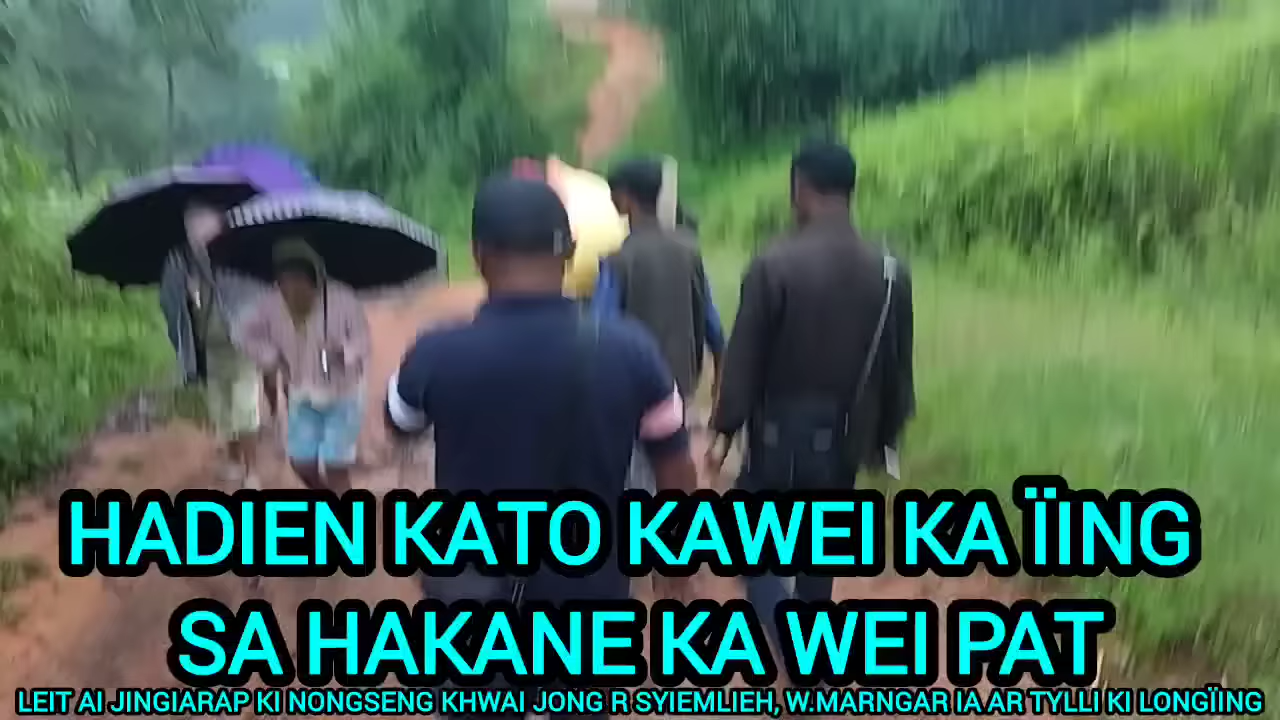 HADIEN KATO KAWEI KA ÏING
SA HAKANE KA WEI PAT
LEIT AI JINGIARAP KI NONGSENG KHWAI JONG R SYIEMLIEH, W.MARNGAR IA AR TYLLI KI LONGÏING